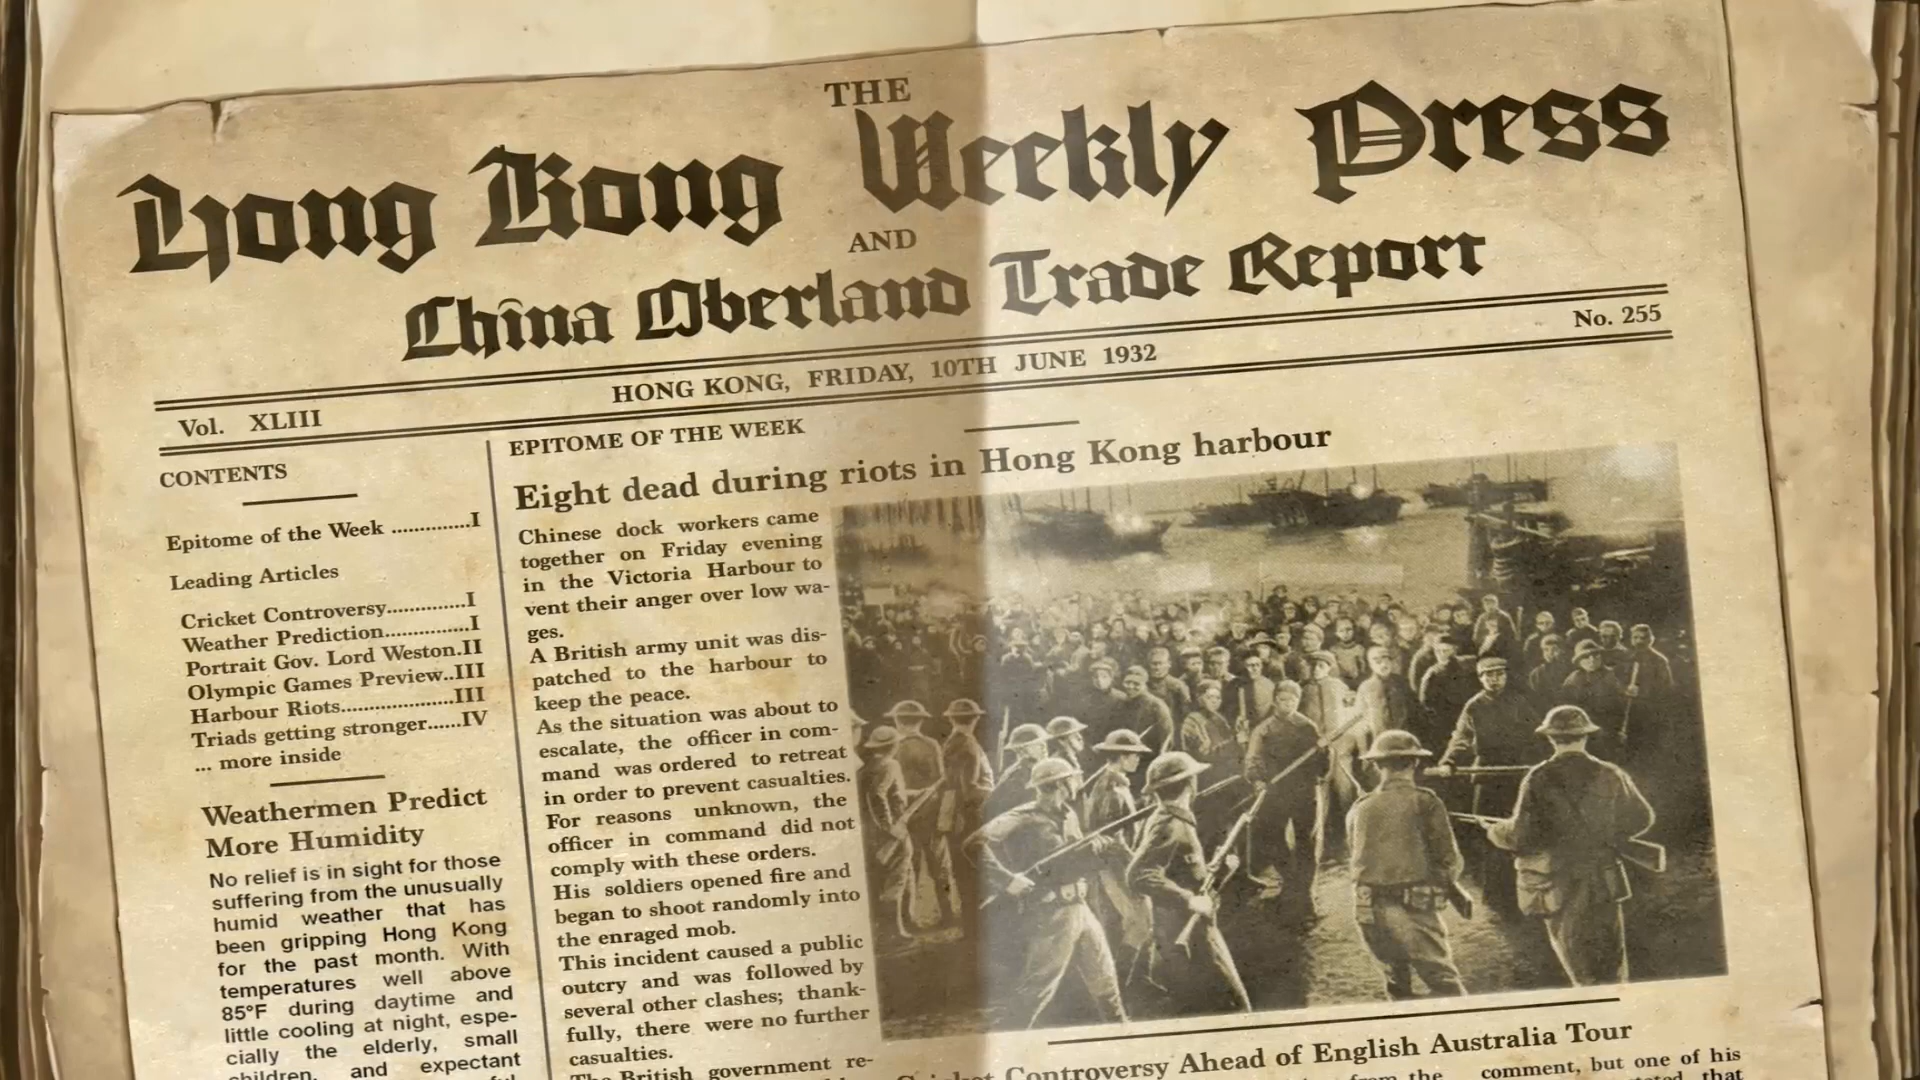 THE
Hong Kong Weekly Press
AND
China Overland Trade Report
Vol. XLIII
HONG KONG, FRIDAY, 10TH JUNE 1932
No. 255
CONTENTS
Epitome of the Week ..............I
Leading Articles
Cricket Controversy..............I
Weather Prediction...............I
Portrait Gov. Lord Weston.II
Olympic Games Preview..III
Harbour Riots....................III
Triads getting stronger......IV
... more inside
Weathermen Predict
More Humidity
No relief is in sight for those
suffering from the unusually
humid weather that has
been gripping Hong Kong
for the past month. With
temperatures well above
85°F during daytime and
little cooling at night, espe-
cially the elderly, small
children, and expectant
EPITOME OF THE WEEK
Eight dead during riots in Hong Kong harbour
Chinese dock workers came
together on Friday evening
in the Victoria Harbour to
vent their anger over low wa-
ges.
A British army unit was dis-
patched to the harbour to
keep the peace.
As the situation was about to
escalate, the officer in com-
mand was ordered to retreat
in order to prevent casualties.
For reasons unknown, the
officer in command did not
comply with these orders.
His soldiers opened fire and
began to shoot randomly into
the enraged mob.
This incident caused a public
outcry and was followed by
several other clashes; thank-
fully, there were no further
casualties.
The British government re-
Cricket Controversy Ahead of English Australia Tour
from the
comment, but one of his
that